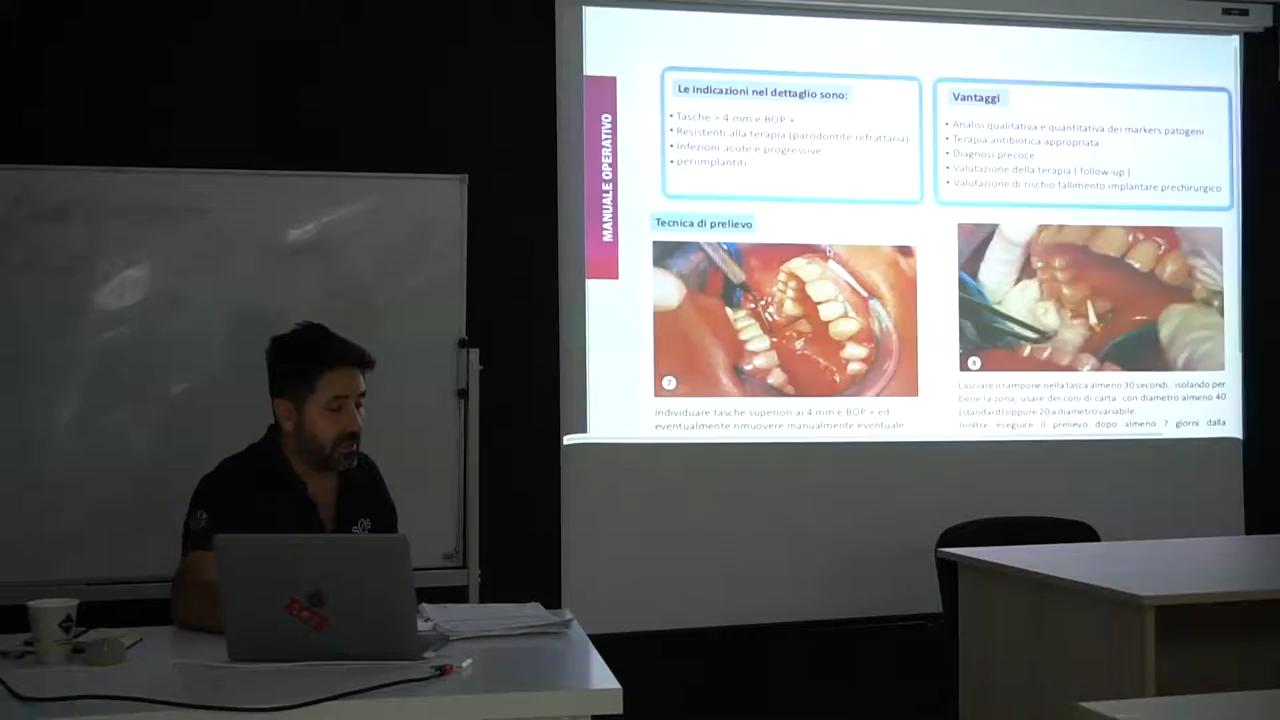 MANUALE OPERATIVO
Le indicazioni nel dettaglio sono:
• Tasche > 4 mm e BOP +
• Resistenti alla terapia (parodontite refrattaria)
• Infezioni acute e progressive
• periimplantiti
Vantaggi
• Analisi qualitativa e quantitativa dei markers patogeni
• Terapia antibiotica appropriata
• Diagnosi precoce
• Valutazione della terapia ( follow-up )
• Valutazione di rischio fallimento implantare prechirurgico
Tecnica di prelievo
7
Individuare tasche superiori ai 4 mm e BOP + ed
eventualmente rimuovere manualmente eventuale
8
Lasciare il tampone nella tasca almeno 30 secondi, isolando per
bene la zona, usare dei coni di carta con diametro almeno 40
(standard) oppure 20 a diametro variabile.
Inoltre eseguire il prelievo dopo almeno 7 giorni dalla